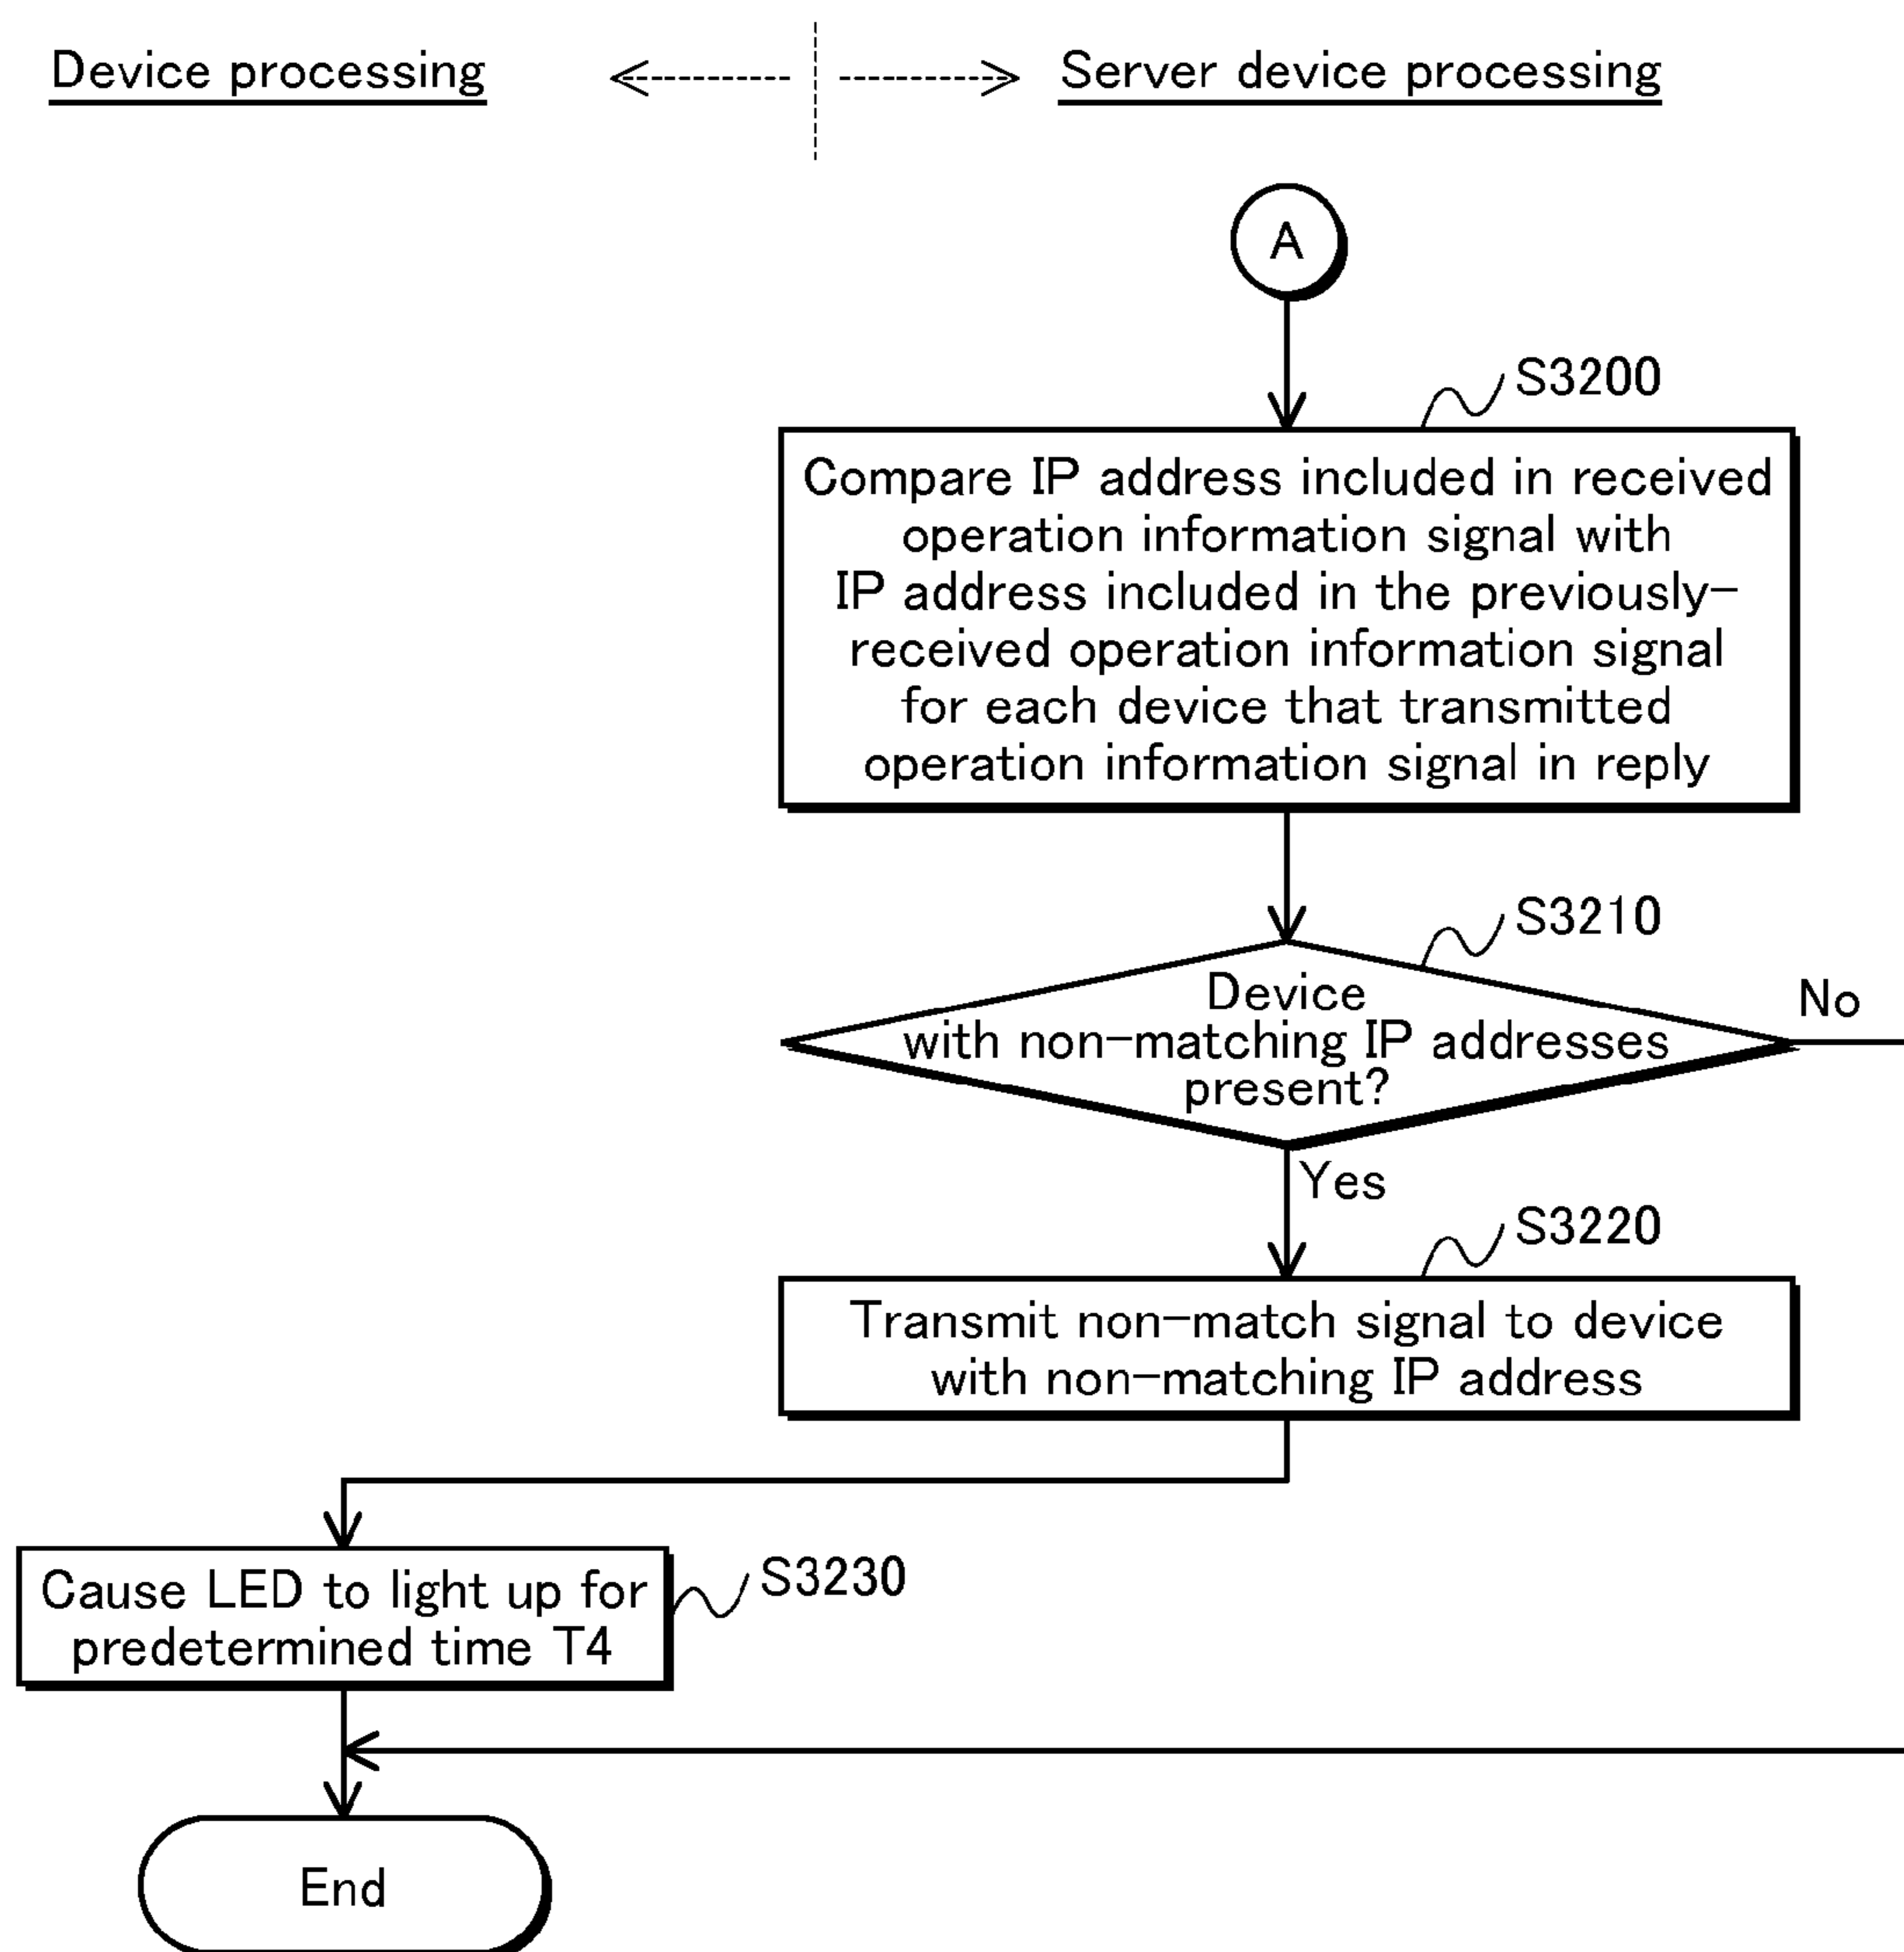 Device processing
Server device processing
A
S3200
Compare IP address included in received
operation information signal with
IP address included in the previously-
received operation information signal
for each device that transmitted
operation information signal in reply
S3210
Device
with non-matching IP addresses
present?
No
Yes
S3220
Transmit non-match signal to device
with non-matching IP address
Cause LED to light up for
predetermined time T4
S3230
End